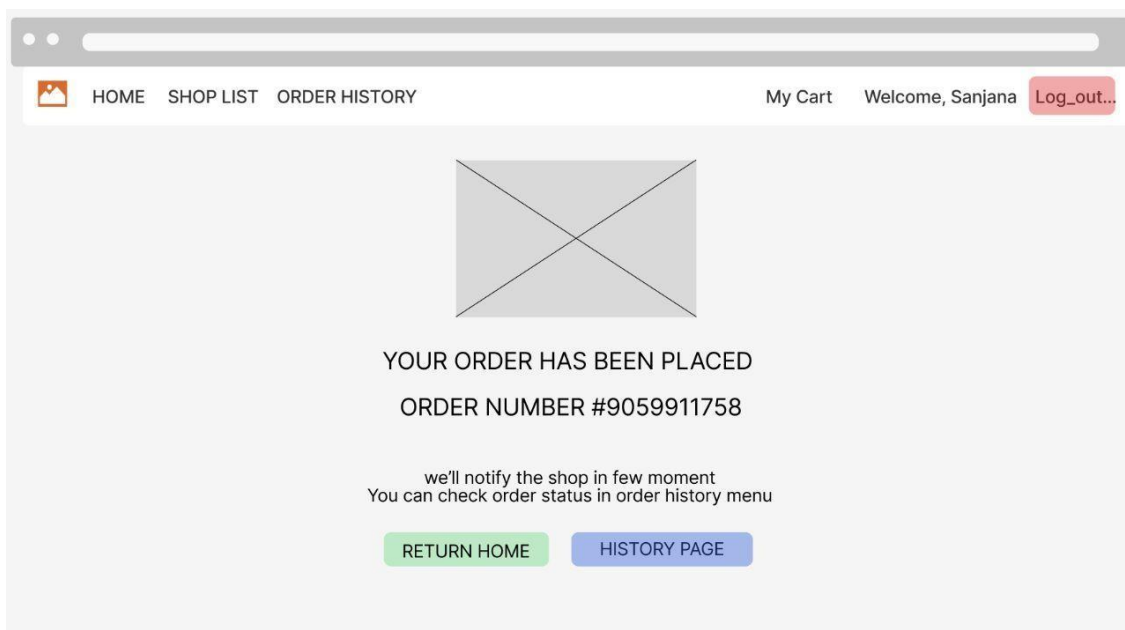 HOME SHOP LIST ORDER HISTORY My Cart Welcome, Sanjana Log_out...
YOUR ORDER HAS BEEN PLACED
ORDER NUMBER #9059911758
we'll notify the shop in few moment
You can check order status in order history menu
RETURN HOME HISTORY PAGE